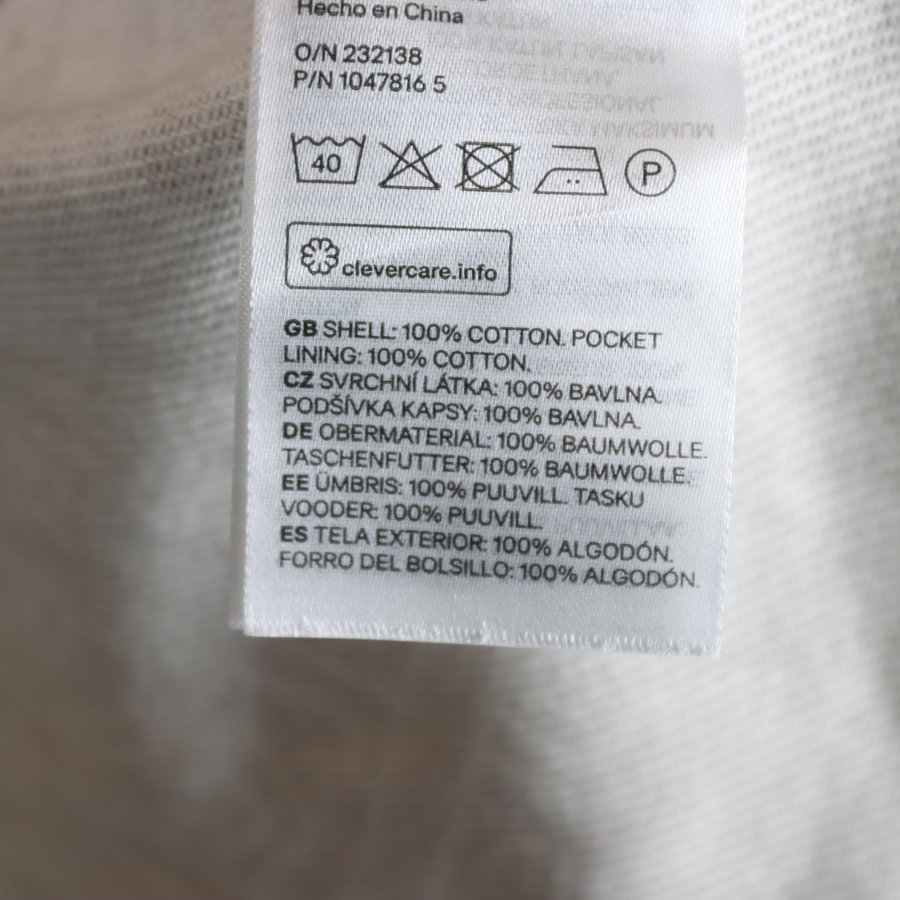 Hecho en China
O/N 232138
P/N 1047816 5
40
P
clevercare.info
GB SHELL: 100% COTTON. POCKET
LINING: 100% COTTON.
CZ SVRCHNÍ LÁTKA: 100% BAVLNA.
PODŠÍVKA KAPSY: 100% BAVLNA.
DE OBERMATERIAL: 100% BAUMWOLLE.
TASCHENFUTTER: 100% BAUMWOLLE.
EE ÜMBRIS: 100% PUUVILL. TASKU
VOODER: 100% PUUVILL.
ES TELA EXTERIOR: 100% ALGODÓN.
FORRO DEL BOLSILLO: 100% ALGODÓN.